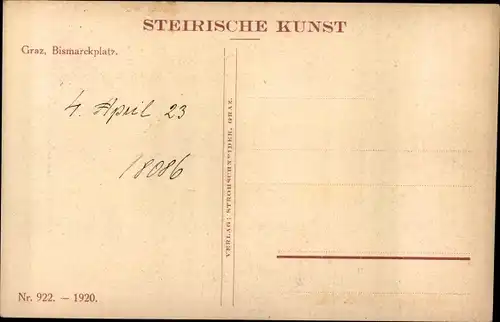 STEIRISCHE KUNST
Graz, Bismarckplatz.
4. April 23
18086
VERLAG: STROHSCHNEIDER, GRAZ.
Nr. 922. — 1920.